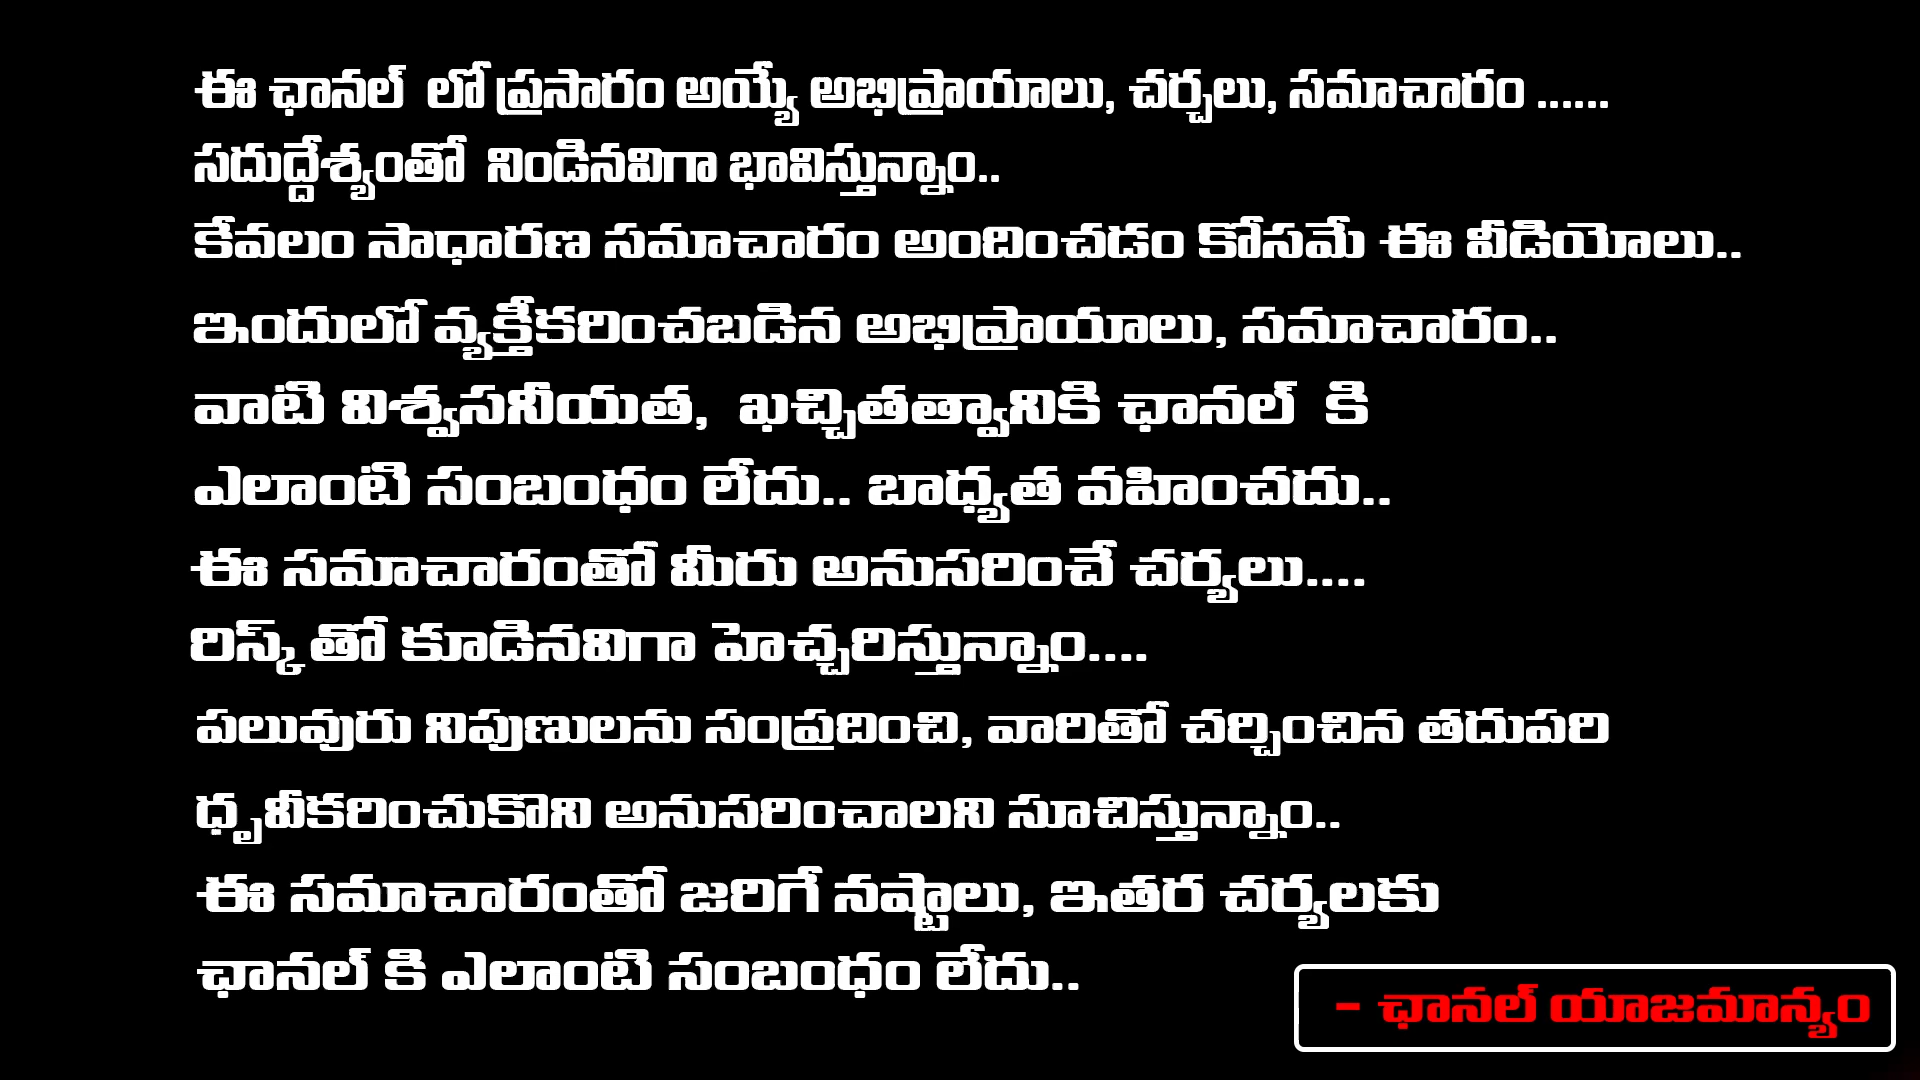 ఈ ఛానల్ లో ప్రసారం అయ్యే అభిప్రాయాలు, చర్చలు, సమాచారం ......
సదుద్దేశ్యంతో నిండినవిగా భావిస్తున్నాం..
కేవలం సాధారణ సమాచారం అందించడం కోసమే ఈ వీడియోలు..
ఇందులో వ్యక్తీకరించబడిన అభిప్రాయాలు, సమాచారం..
వాటి విశ్వసనీయత, ఖచ్చితత్వానికి ఛానల్ కి
ఎలాంటి సంబంధం లేదు.. బాధ్యత వహించదు..
ఈ సమాచారంతో మీరు అనుసరించే చర్యలు....
రిస్క్ తో కూడినవిగా హెచ్చరిస్తున్నాం....
పలువురు నిపుణులను సంప్రదించి, వారితో చర్చించిన తదుపరి
ధృవీకరించుకొని అనుసరించాలని సూచిస్తున్నాం..
ఈ సమాచారంతో జరిగే నష్టాలు, ఇతర చర్యలకు
ఛానల్ కి ఎలాంటి సంబంధం లేదు..
- ఛానల్ యాజమాన్యం